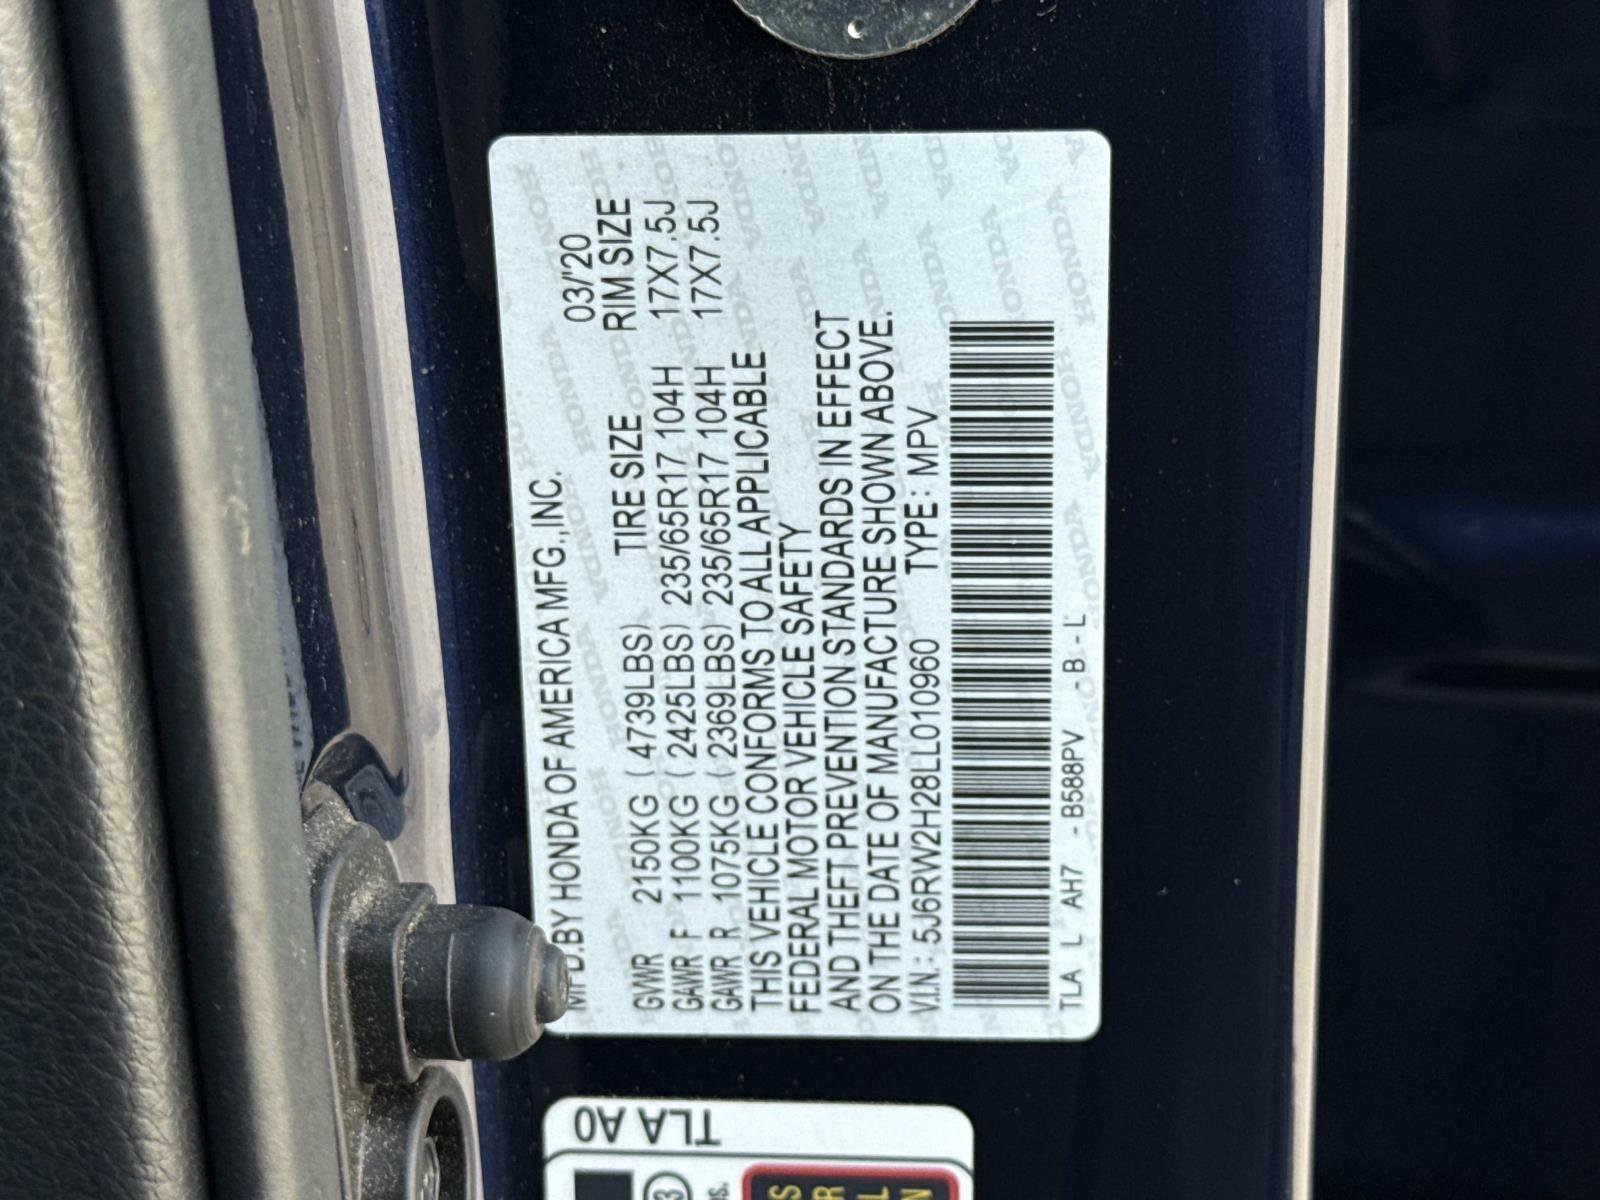 MFD.BY HONDA OF AMERICA MFG.,INC.
03/'20
TIRE SIZE RIM SIZE
GVWR 2150KG ( 4739LBS)
GAWR F 1100KG ( 2425LBS) 235/65R17 104H 17X7.5J
GAWR R 1075KG ( 2369LBS) 235/65R17 104H 17X7.5J
THIS VEHICLE CONFORMS TO ALL APPLICABLE
FEDERAL MOTOR VEHICLE SAFETY
AND THEFT PREVENTION STANDARDS IN EFFECT
ON THE DATE OF MANUFACTURE SHOWN ABOVE.
V.I.N: 5J6RW2H28LL010960 TYPE: MPV
TLA L AH7 - B588PV - B - L
TLA A0